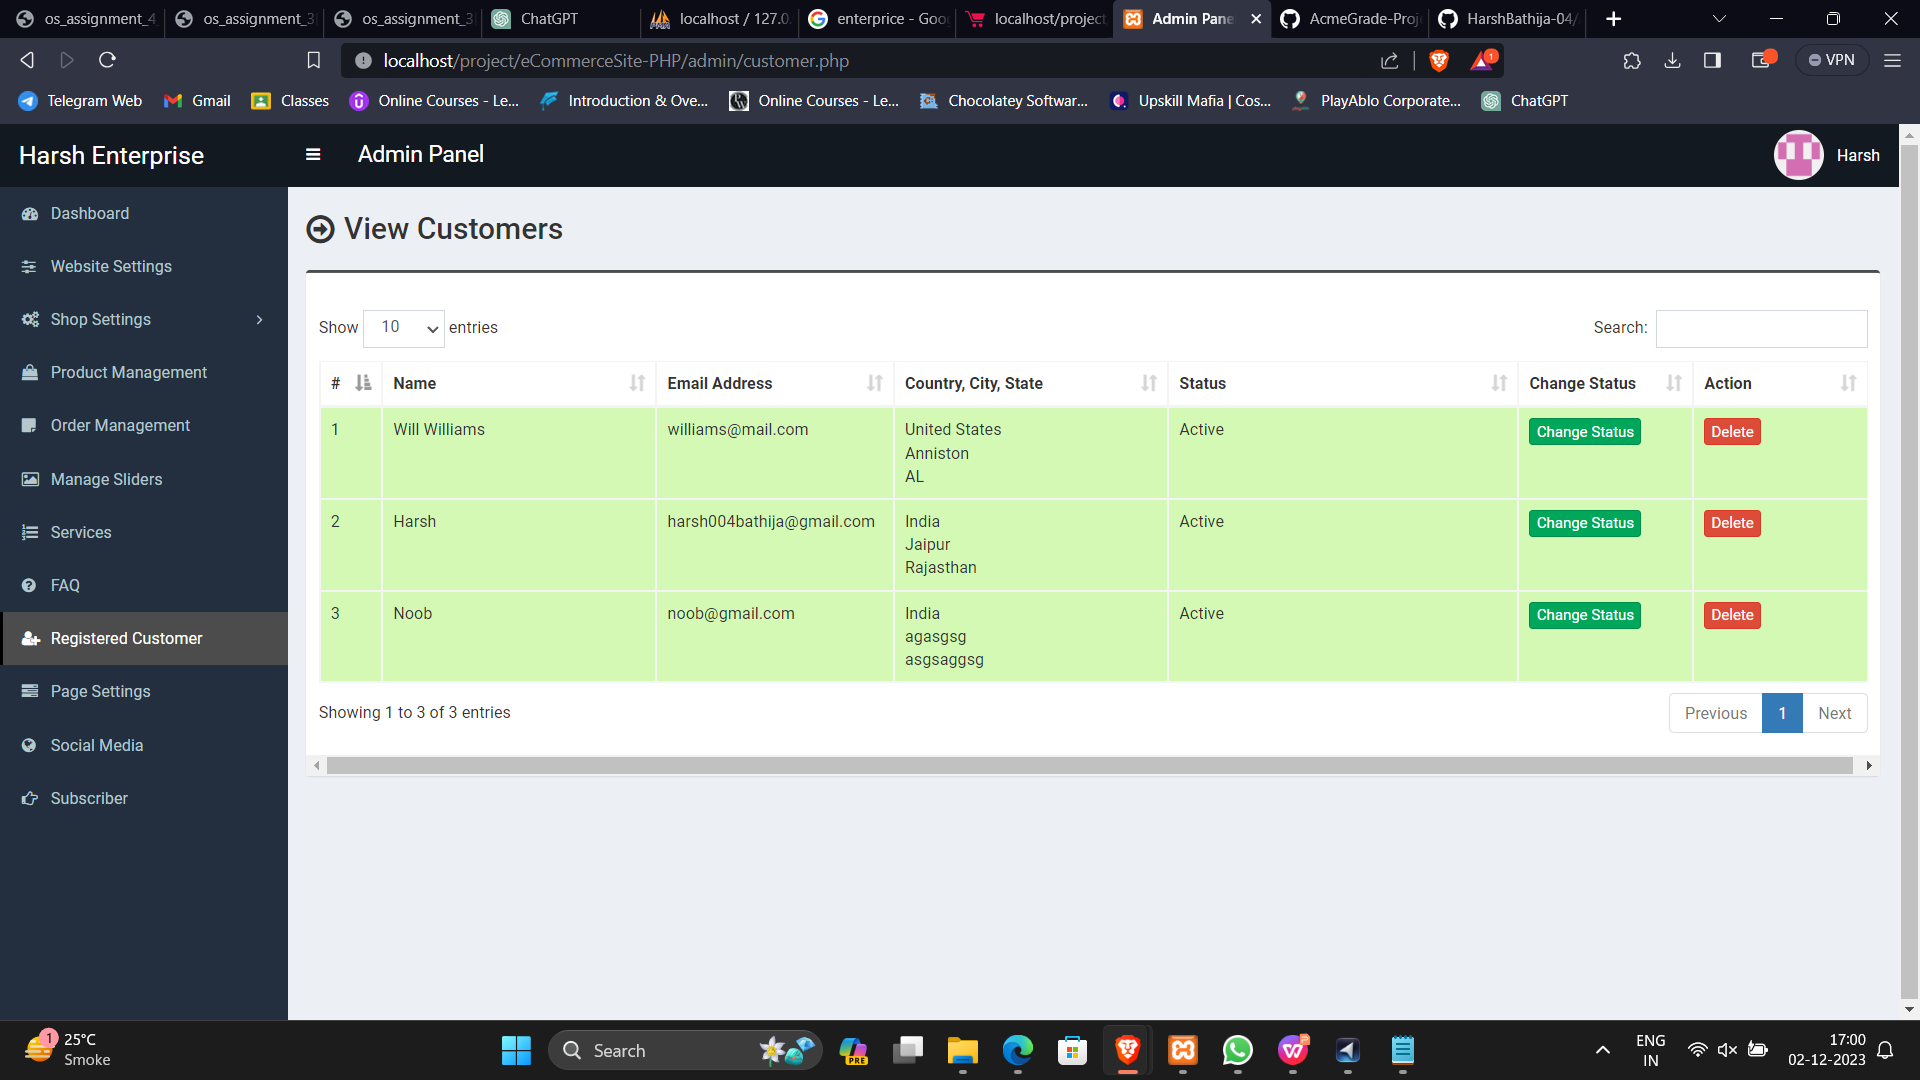 os_assignment_4
os_assignment_3
os_assignment_3
ChatGPT
localhost / 127.0.
enterprice - Goo
localhost/project
Admin Pane
AcmeGrade-Proj
HarshBathija-04/
localhost/project/eCommerceSite-PHP/admin/customer.php
1
VPN
Telegram Web
Gmail
Classes
Online Courses - Le...
Introduction & Ove...
Online Courses - Le...
Chocolatey Softwar...
Upskill Mafia | Cos...
PlayAblo Corporate...
ChatGPT
Harsh Enterprise
Admin Panel
Harsh
Dashboard
Website Settings
Shop Settings
Product Management
Order Management
Manage Sliders
Services
FAQ
Registered Customer
Page Settings
Social Media
Subscriber
View Customers
Show 10 entries
Search:
# Name Email Address Country, City, State Status Change Status Action
1 Will Williams williams@mail.com United States Active Change Status Delete
Anniston
AL
2 Harsh harsh004bathija@gmail.com India Active Change Status Delete
Jaipur
Rajasthan
3 Noob noob@gmail.com India Active Change Status Delete
agasgsg
asgsaggsg
Showing 1 to 3 of 3 entries
Previous 1 Next
1
25°C
Smoke
Search
PRE
ENG
IN
17:00
02-12-2023